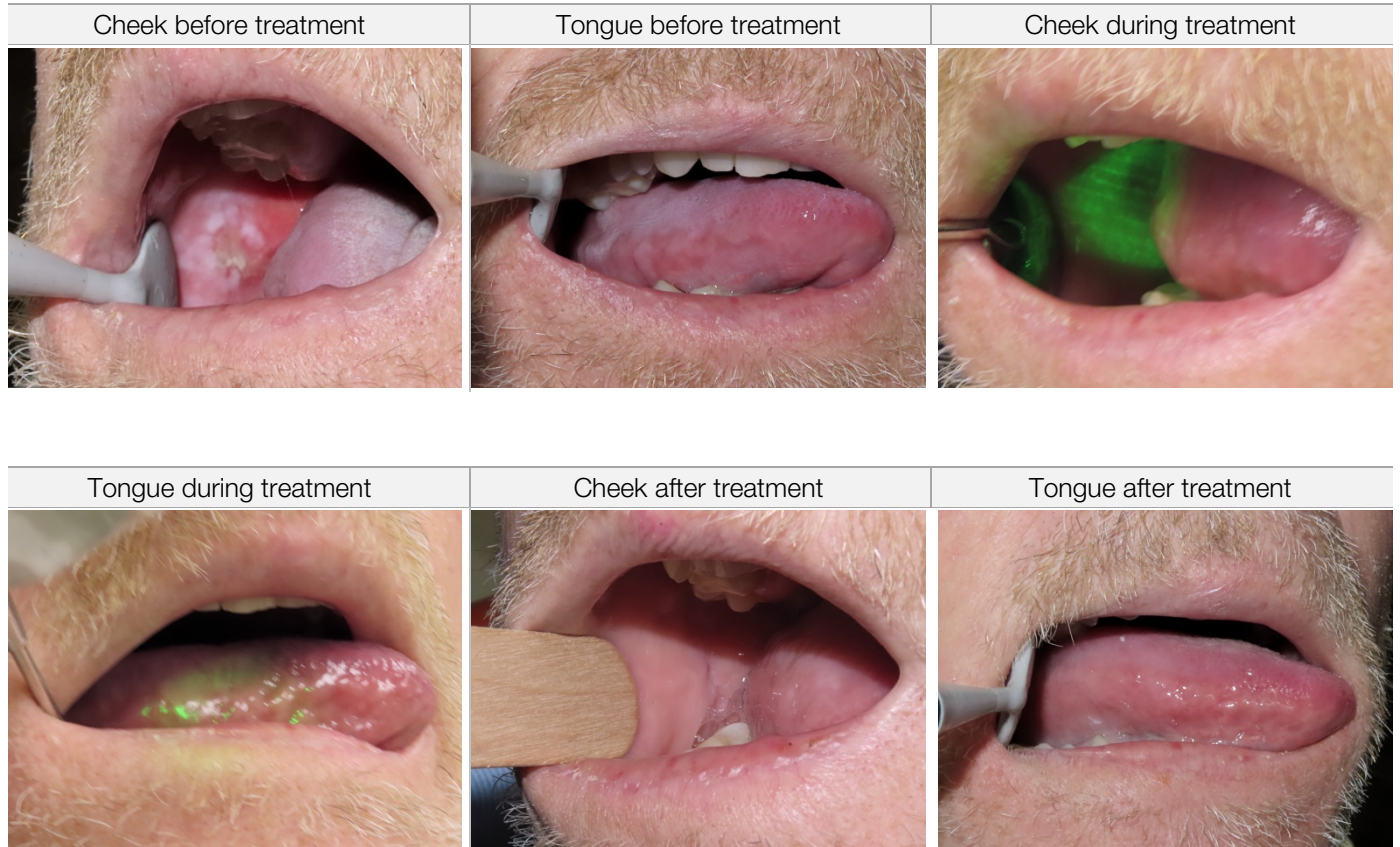 Cheek before treatment
Tongue before treatment
Cheek during treatment
Tongue during treatment
Cheek after treatment
Tongue after treatment